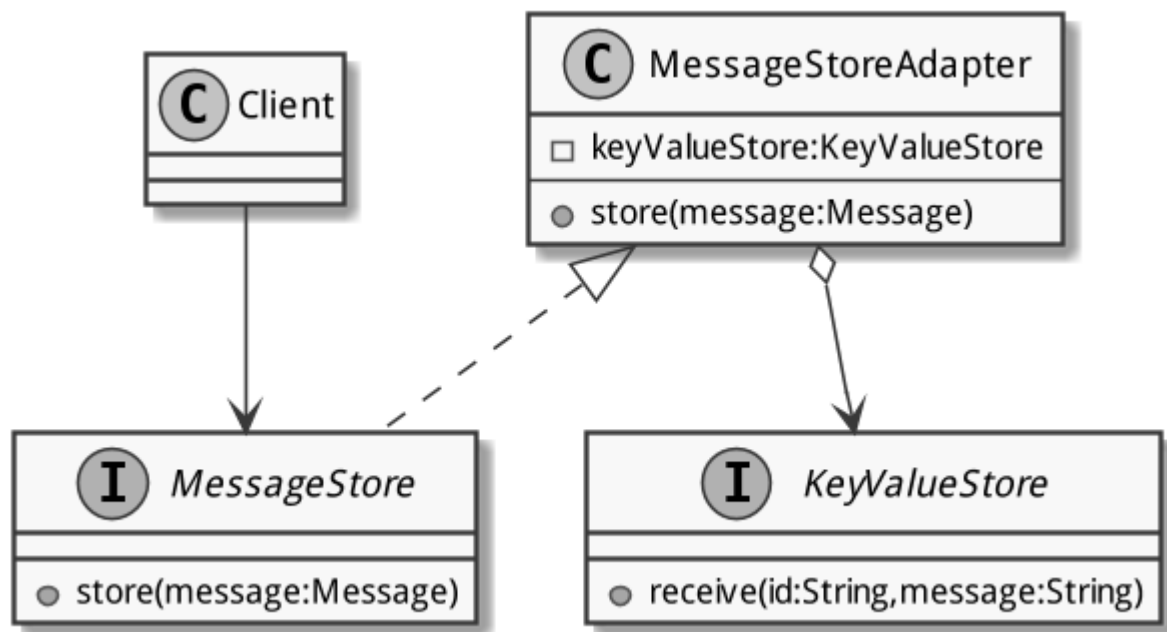 C Client
C MessageStoreAdapter
keyValueStore:KeyValueStore
store(message:Message)
I MessageStore
store(message:Message)
I KeyValueStore
receive(id:String,message:String)